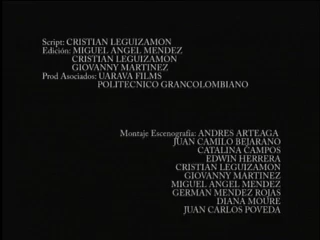 Script: CRISTIAN LEGUIZAMON
Edición: MIGUEL ANGEL MENDEZ
CRISTIAN LEGUIZAMON
GIOVANNY MARTINEZ
Prod Asociados: UARAVA FILMS
POLITECNICO GRANCOLOMBIANO
Montaje Escenografía: ANDRES ARTEAGA
JUAN CAMILO BEJARANO
CATALINA CAMPOS
EDWIN HERRERA
CRISTIAN LEGUIZAMON
GIOVANNY MARTINEZ
MIGUEL ANGEL MENDEZ
GERMAN MENDEZ ROJAS
DIANA MOURE
JUAN CARLOS POVEDA